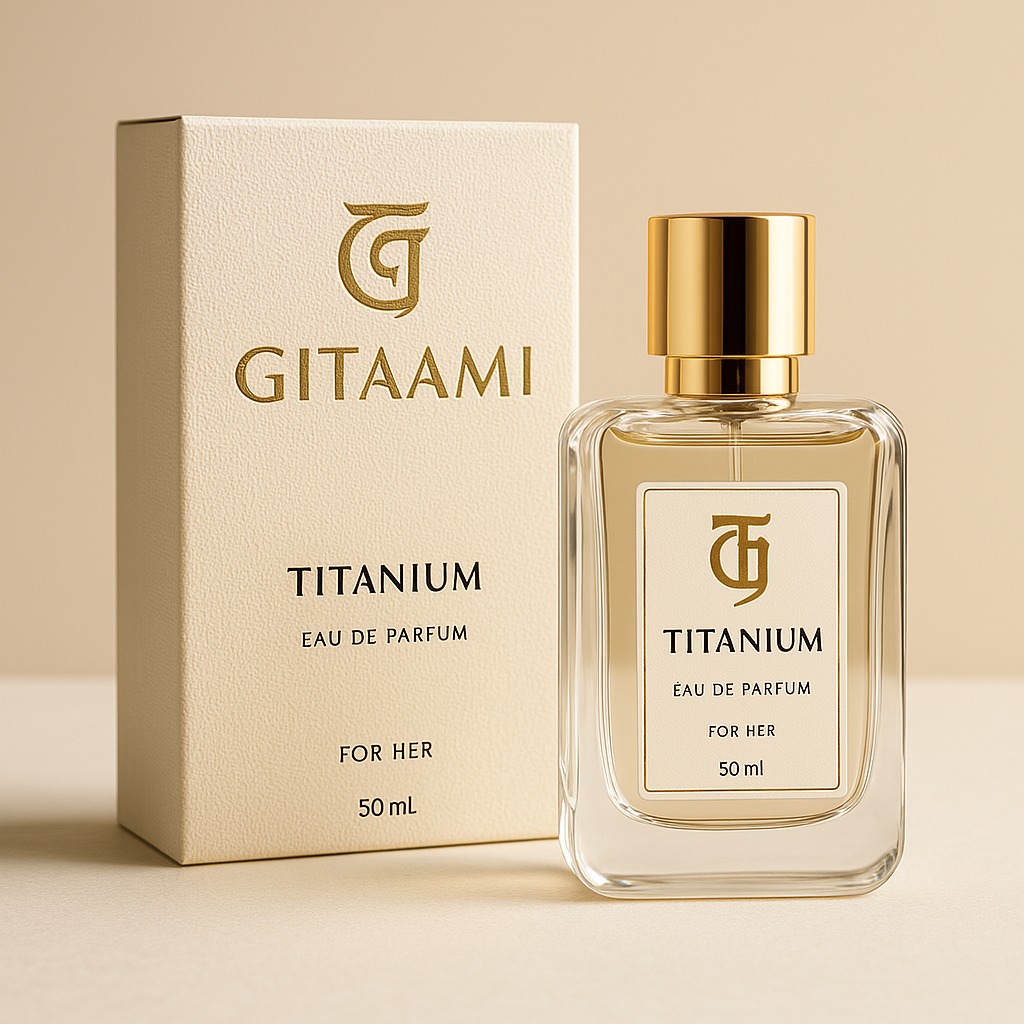 GITAAMI
TITANIUM
EAU DE PARFUM
FOR HER
50 mL
TITANIUM
ÉAU DE PARFUM
FOR HER
50 ml